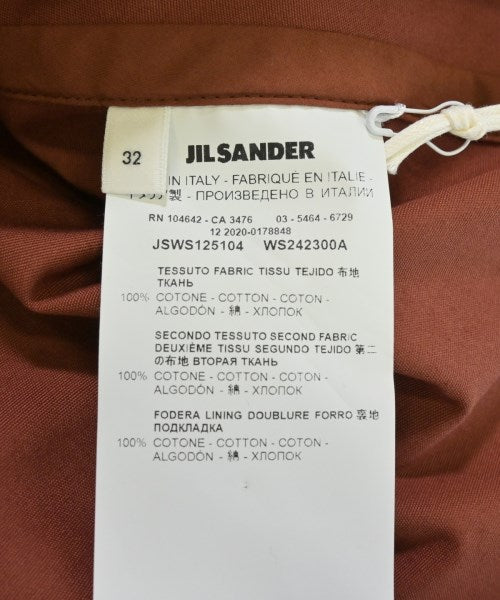 32
JIL SANDER
IN ITALY - FABRIQUÉ EN ITALIE -
製 - ПРОИЗВЕДЕНО В ИТАЛИИ
RN 104642 - CA 3476 03 - 5464 - 6729
12 2020-0178848
JSWS125104 WS242300A
TESSUTO FABRIC TISSU TEJIDO 布地
ТКАНЬ
100% COTONE - COTTON - COTON -
ALGODÓN - 綿 - ХЛОПОК
SECONDO TESSUTO SECOND FABRIC
DEUXIÈME TISSU SEGUNDO TEJIDO 第二
の布地 ВТОРАЯ ТКАНЬ
100% COTONE - COTTON - COTON -
ALGODÓN - 綿 - ХЛОПОК
FODERA LINING DOUBLURE FORRO 裏地
ПОДКЛАДКА
100% COTONE - COTTON - COTON -
ALGODÓN - 綿 - ХЛОПОК